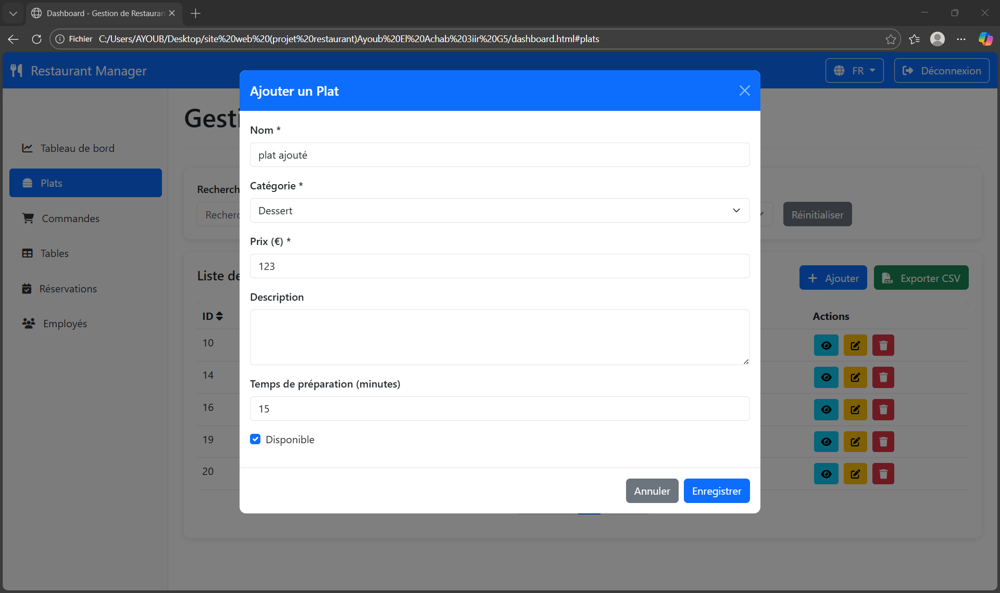 Dashboard - Gestion de Restauran
Fichier C:/Users/AYOUB/Desktop/site%20web%20(projet%20restaurant)Ayoub%20El%20Achab%203iir%20G5/dashboard.html#plats
Restaurant Manager
FR
Déconnexion
Tableau de bord
Plats
Commandes
Tables
Réservations
Employés
Gesti
Recherch
Recherc
Réinitialiser
Liste de
Ajouter
Exporter CSV
ID
Actions
10
14
16
19
20
Ajouter un Plat
Nom *
plat ajouté
Catégorie *
Dessert
Prix (€) *
123
Description
Temps de préparation (minutes)
15
Disponible
Annuler
Enregistrer